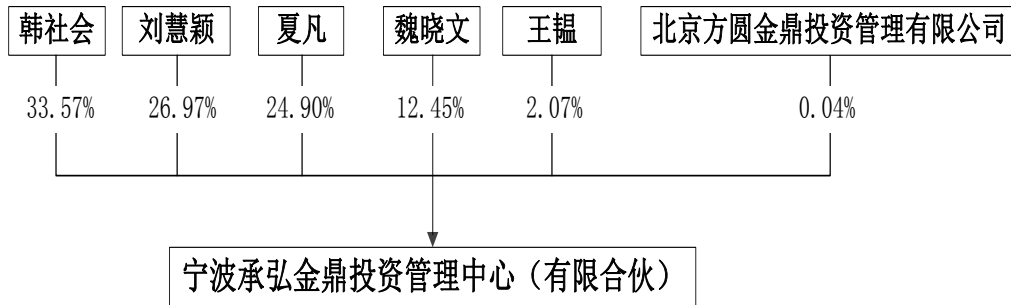 韩社会 刘慧颖 夏凡 魏晓文 王韫 北京方圆金鼎投资管理有限公司
33.57% 26.97% 24.90% 12.45% 2.07% 0.04%
宁波承弘金鼎投资管理中心（有限合伙）